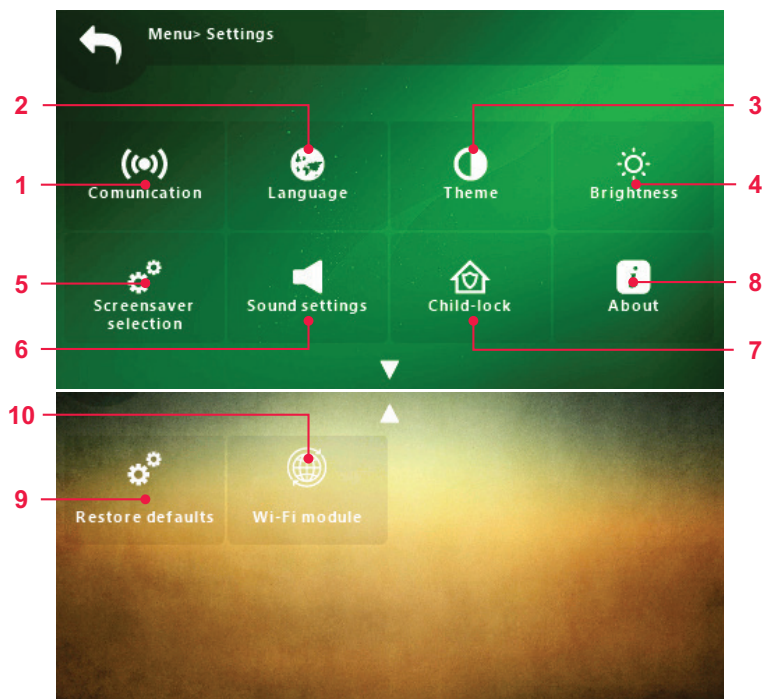 Menu> Settings
2
3
1
Comunication
Language
Theme
Brightness
4
5
Screensaver
selection
Sound settings
Child-lock
About
8
6
7
10
9
Restore defaults
Wi-Fi module